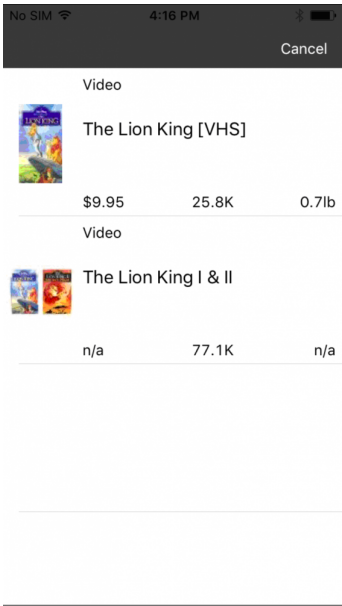 No SIM 4:16 PM
Cancel
Video
The Lion King [VHS]
$9.95 25.8K 0.7lb
Video
The Lion King I & II
n/a 77.1K n/a